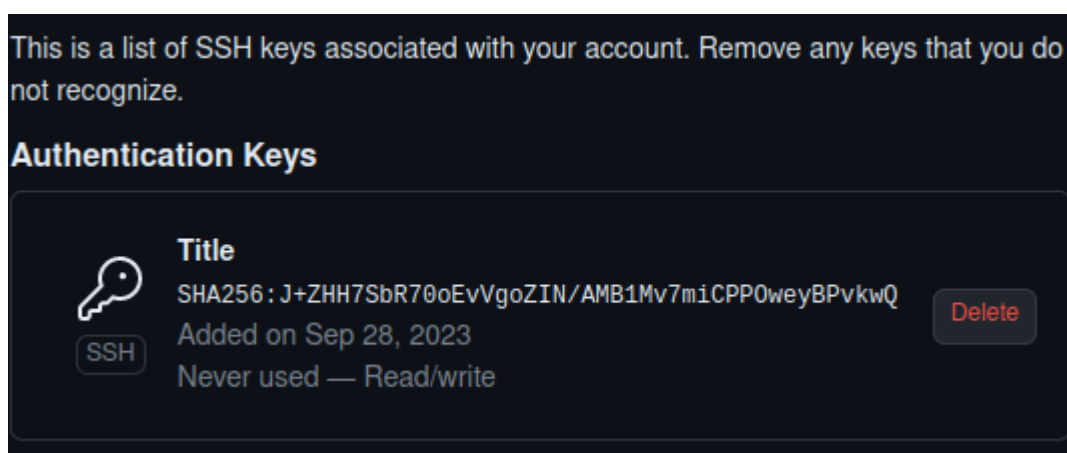 This is a list of SSH keys associated with your account. Remove any keys that you do
not recognize.
Authentication Keys
Title
SHA256:J+ZHH7SbR70oEvVgoZIN/AMB1Mv7miCPPOweyBPvkwQ
Added on Sep 28, 2023
Never used — Read/write
SSH
Delete